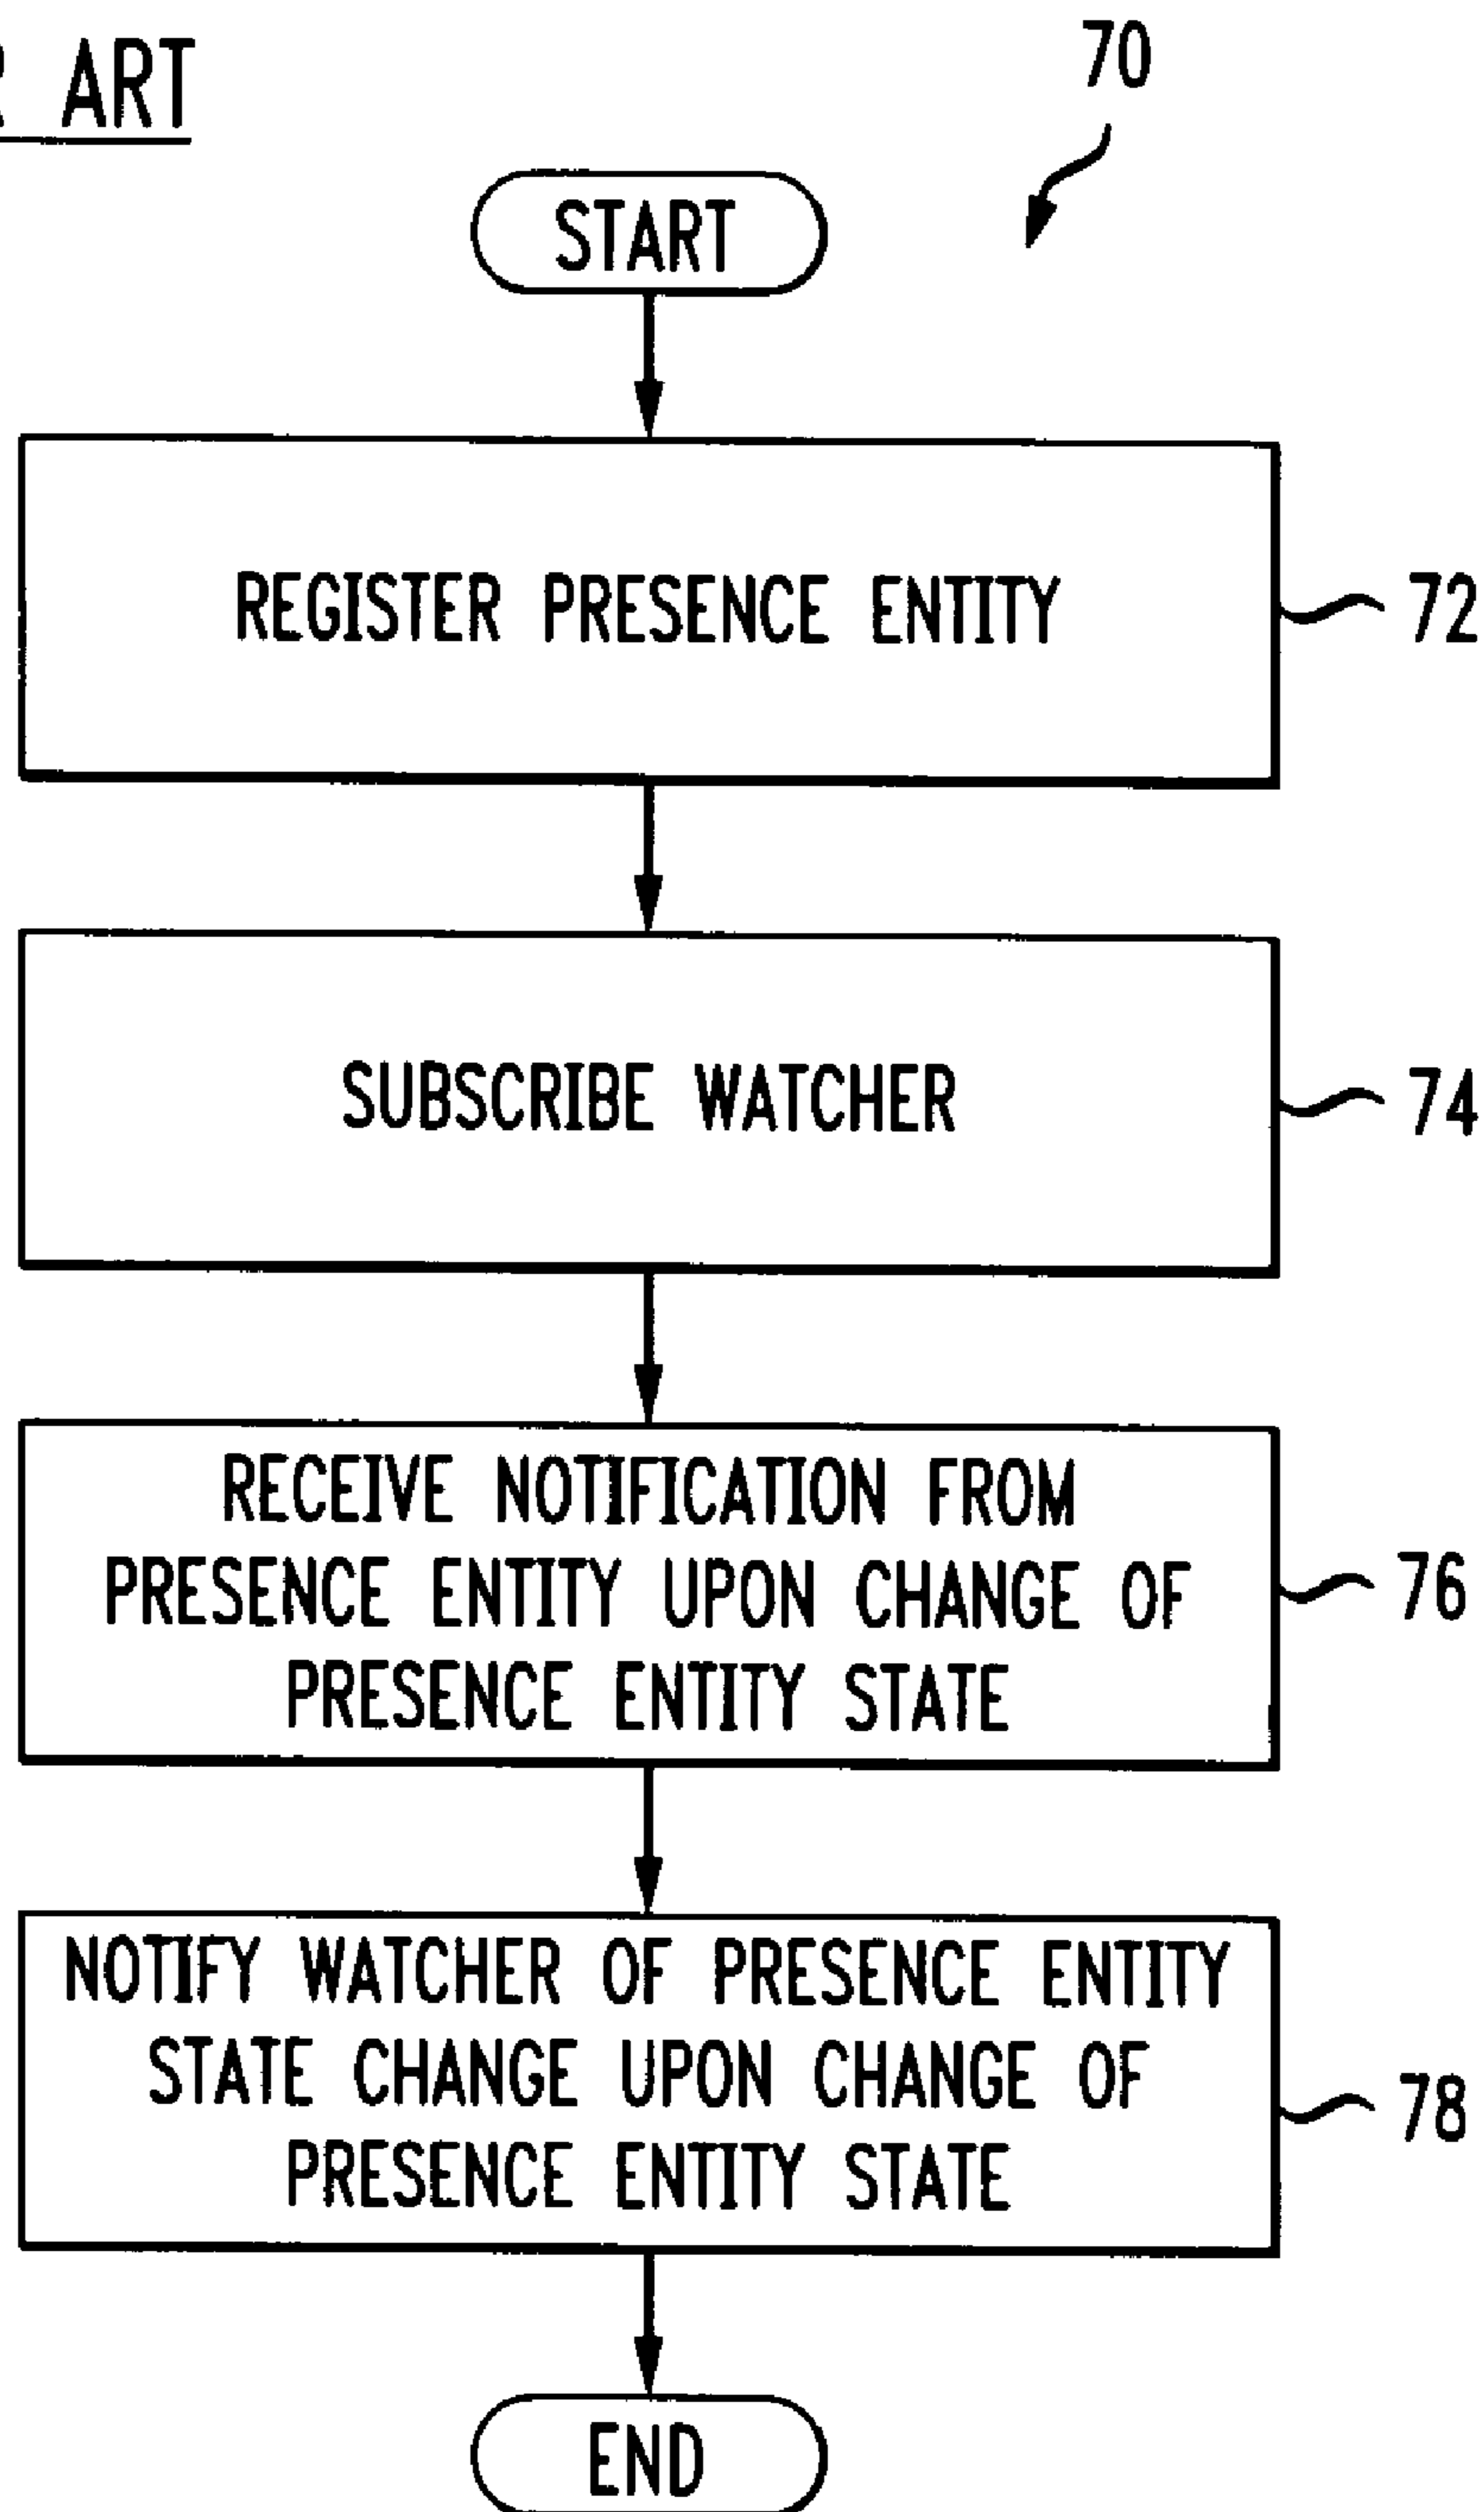 ART
70
START
REGISTER PRESENCE ENTITY
72
SUBSCRIBE WATCHER
74
RECEIVE NOTIFICATION FROM
PRESENCE ENTITY UPON CHANGE OF
PRESENCE ENTITY STATE
76
NOTIFY WATCHER OF PRESENCE ENTITY
STATE CHANGE UPON CHANGE OF
PRESENCE ENTITY STATE
78
END